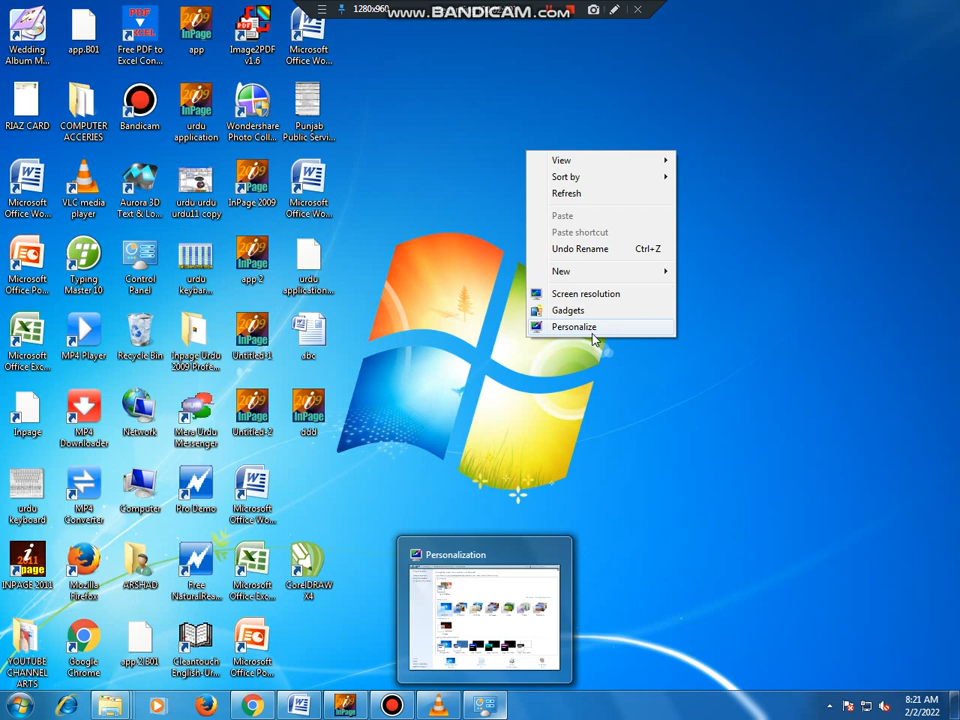 1280x960
www.BANDICAM.com
Wedding
Album M...
app.B01
Free PDF to
Excel Con...
app
Image2PDF
v1.6
Microsoft
Office Wo...
RIAZ CARD
COMPUTER
ACCERIES
Bandicam
urdu
application
Wondershare
Photo Coll...
Punjab
Public Servi...
Microsoft
Office Wo...
VLC media
player
Aurora 3D
Text & Lo...
urdu urdu
urdu11 copy
InPage 2009
Microsoft
Office Wo...
Microsoft
Office Po...
Typing
Master 10
Control
Panel
urdu
keybar...
app 2
urdu
application...
Microsoft
Office Exc...
MP4 Player
Recycle Bin
Inpage Urdu
2009 Profe...
Untitled-1
abc
Inpage
MP4
Downloader
Network
Mera Urdu
Messenger
Untitled-2
ddd
urdu
keyboard
MP4
Converter
Computer
Pro Demo
Microsoft
Office Wo...
INPAGE 2011
Mozilla
Firefox
ARSHAD
Free
NaturalRea...
Microsoft
Office Exc...
CorelDRAW
X4
YOUTUBE
CHANNEL
ARTS
Google
Chrome
app 2.B01
Cleantouch
English-Ur...
Microsoft
Office Po...
View
Sort by
Refresh
Paste
Paste shortcut
Undo Rename Ctrl+Z
New
Screen resolution
Gadgets
Personalize
Personalization
8:21 AM
2/2/2022